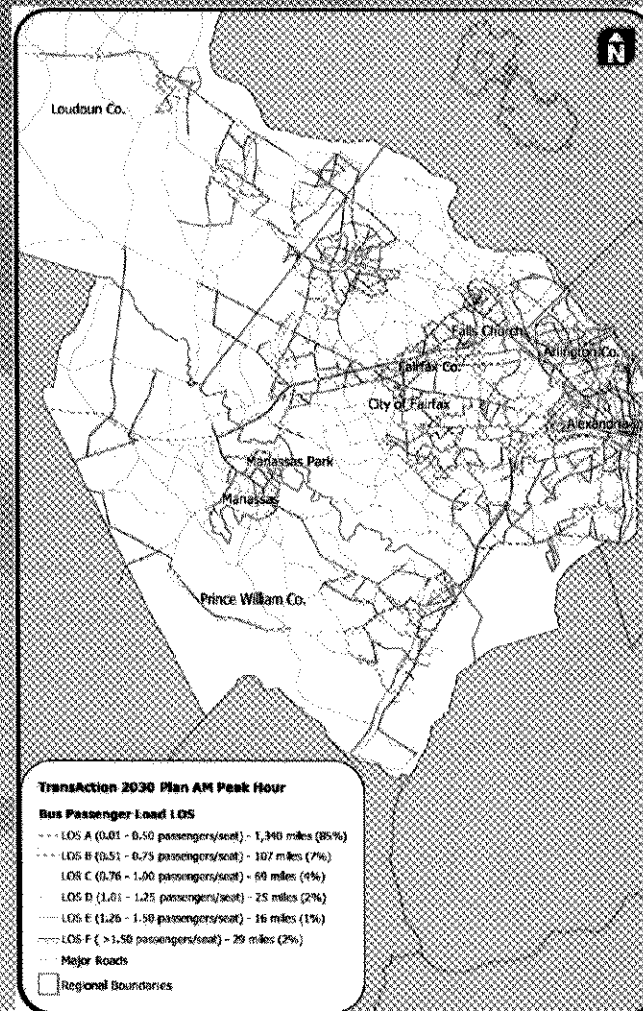 N
Loudoun Co.
Falls Church
Arlington Co.
Fairfax Co.
City of Fairfax
Alexandria
Manassas Park
Manassas
Prince William Co.
TransAction 2030 Plan AM Peak Hour
Bus Passenger Load LOS
LOS A (0.01 - 0.50 passengers/seat) - 1,340 miles (85%)
LOS B (0.51 - 0.75 passengers/seat) - 107 miles (7%)
LOS C (0.76 - 1.00 passengers/seat) - 69 miles (4%)
LOS D (1.01 - 1.25 passengers/seat) - 25 miles (2%)
LOS E (1.26 - 1.50 passengers/seat) - 16 miles (1%)
LOS F ( >1.50 passengers/seat) - 29 miles (2%)
Major Roads
Regional Boundaries